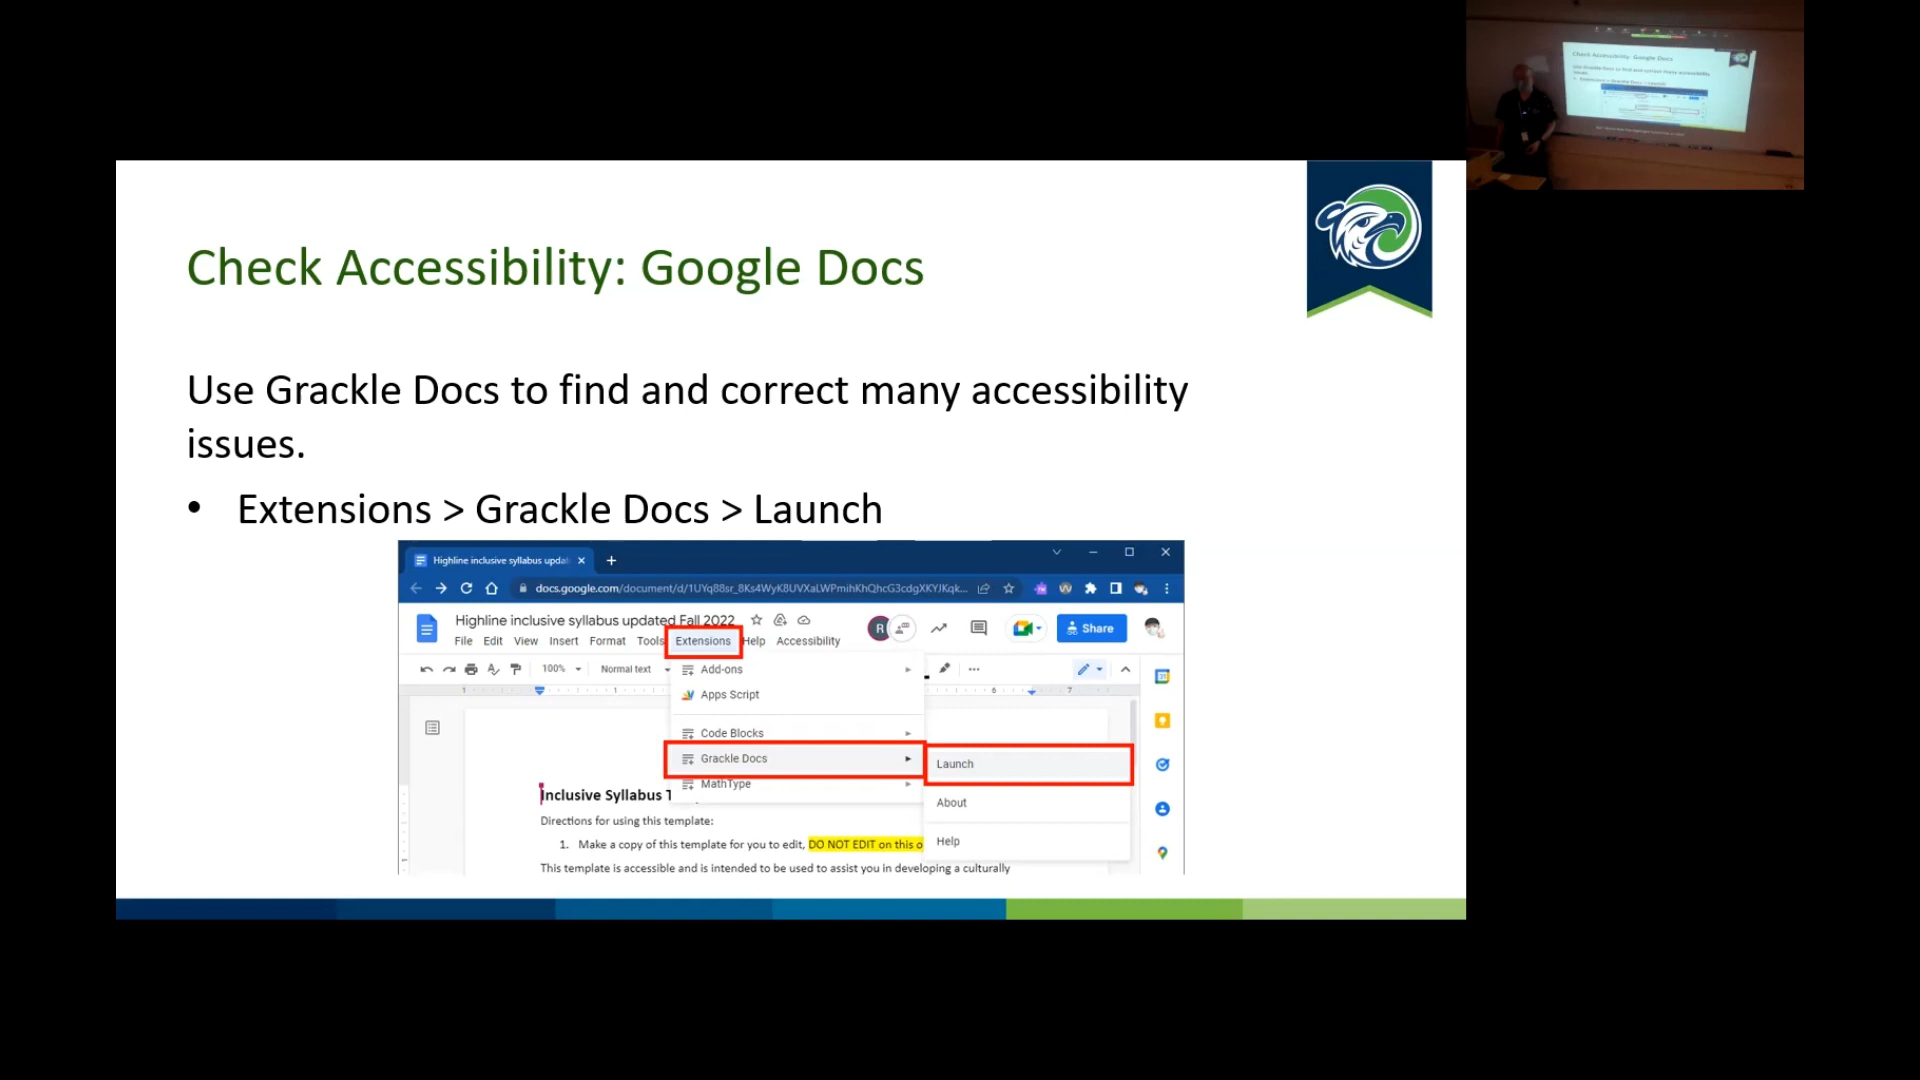 Check Accessibility: Google Docs
Use Grackle Docs to find and correct many accessibility
issues.
• Extensions > Grackle Docs > Launch
Highline inclusive syllabus updat
docs.google.com/document/d/1UYq88sr_8Ks4WyK8UVXaLWPmihKhQhcG3cdgXKYJKqk...
Highline inclusive syllabus updated Fall 2022
File Edit View Insert Format Tools Extensions Help Accessibility
R
Share
100% Normal text
Add-ons
Apps Script
Code Blocks
Grackle Docs
MathType
Launch
About
Help
Inclusive Syllabus T
Directions for using this template:
1. Make a copy of this template for you to edit, DO NOT EDIT on this o
This template is accessible and is intended to be used to assist you in developing a culturally
Check Accessibility: Google Docs